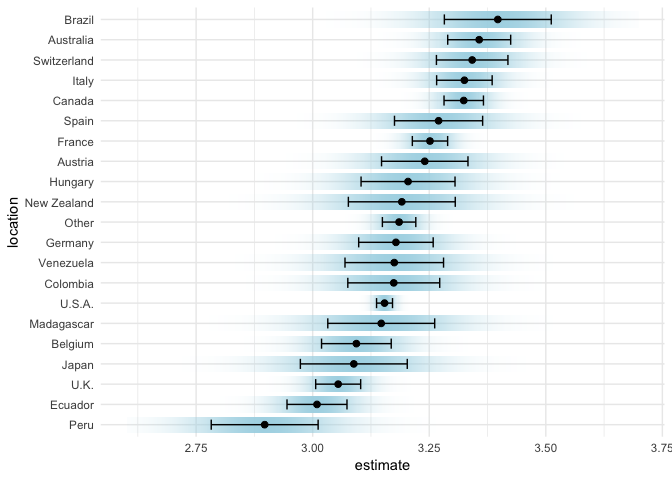 Brazil
Australia
Switzerland
Italy
Canada
Spain
France
Austria
Hungary
New Zealand
Other
Germany
Venezuela
Colombia
U.S.A.
Madagascar
Belgium
Japan
U.K.
Ecuador
Peru
location
2.75 3.00 3.25 3.50 3.75
estimate